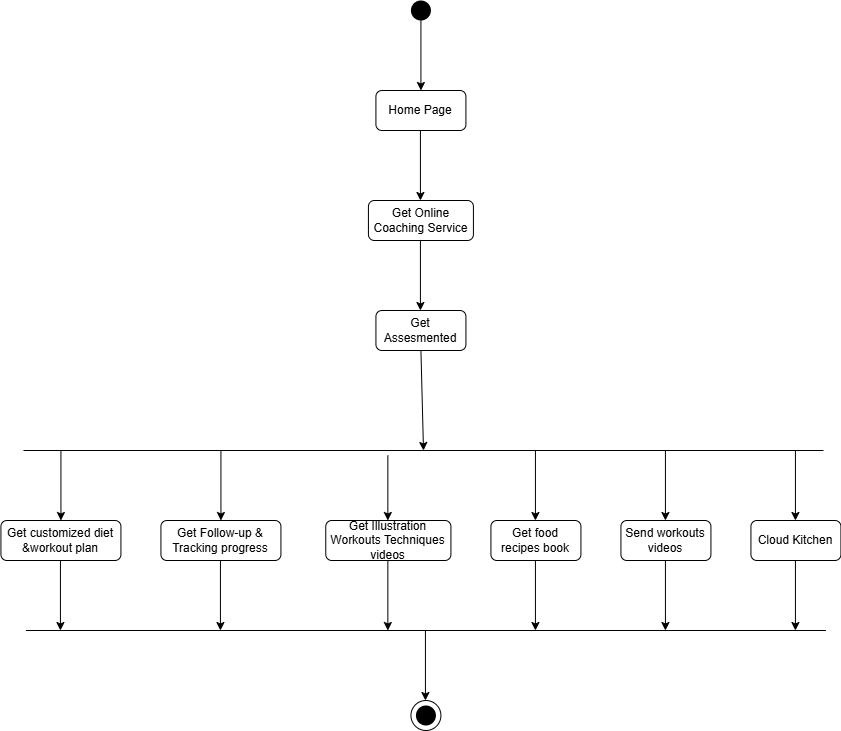 Home Page
Get Online
Coaching Service
Get
Assesmented
Get customized diet
&workout plan
Get Follow-up &
Tracking progress
Get Illustration
Workouts Techniques
videos
Get food
recipes book
Send workouts
videos
Cloud Kitchen